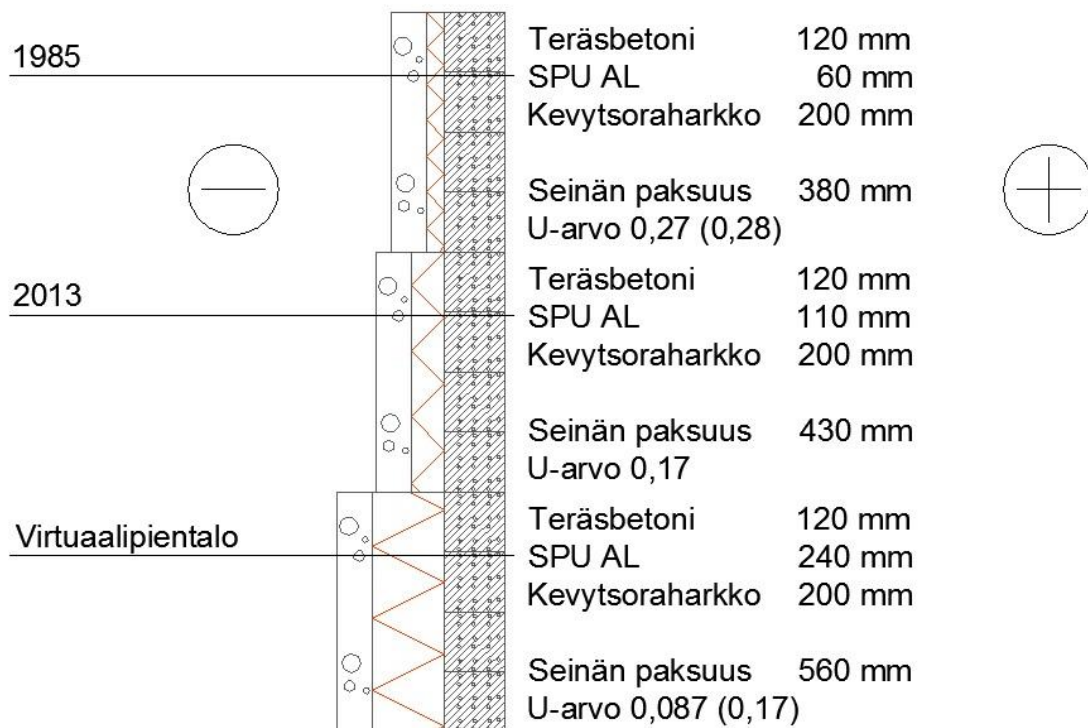 1985
Teräsbetoni 120 mm
SPU AL 60 mm
Kevytsoraharkko 200 mm
Seinän paksuus 380 mm
U-arvo 0,27 (0,28)
2013
Teräsbetoni 120 mm
SPU AL 110 mm
Kevytsoraharkko 200 mm
Seinän paksuus 430 mm
U-arvo 0,17
Virtuaalipientalo
Teräsbetoni 120 mm
SPU AL 240 mm
Kevytsoraharkko 200 mm
Seinän paksuus 560 mm
U-arvo 0,087 (0,17)